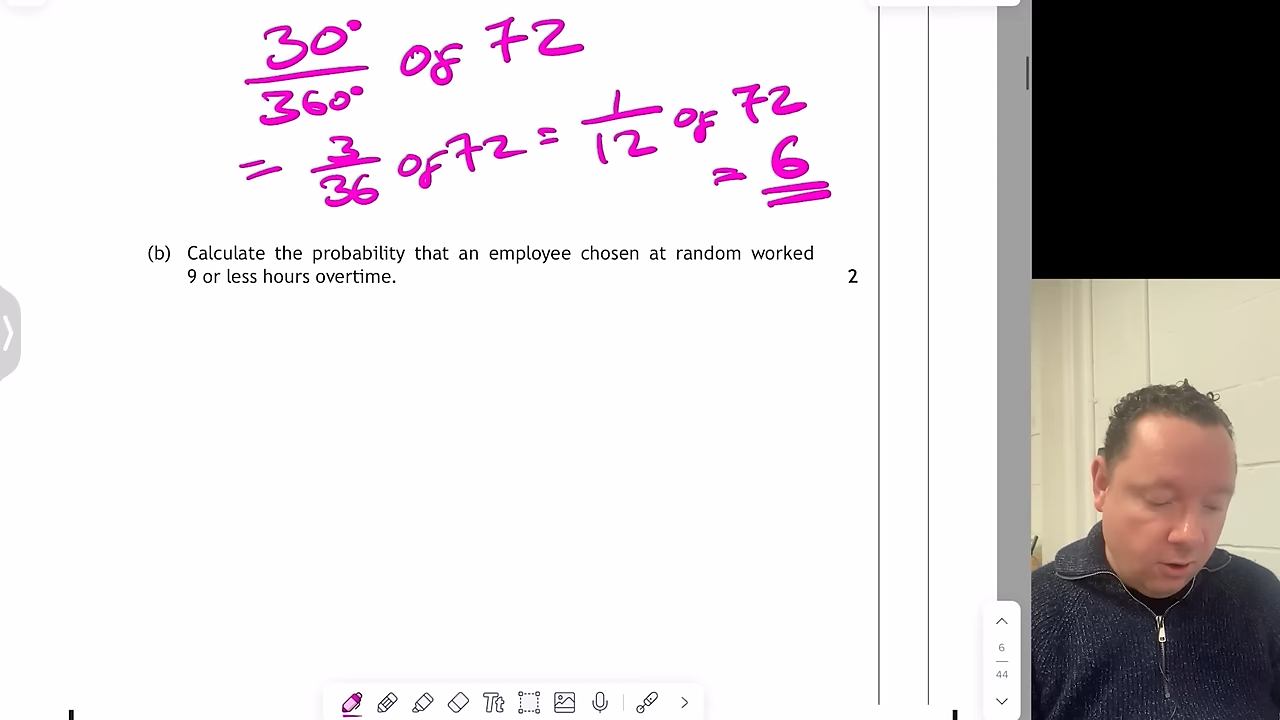 30°
360° of 72
= 3/36 of 72 = 1/12 of 72
= 6
(b) Calculate the probability that an employee chosen at random worked
9 or less hours overtime.
2
6
44
Tt